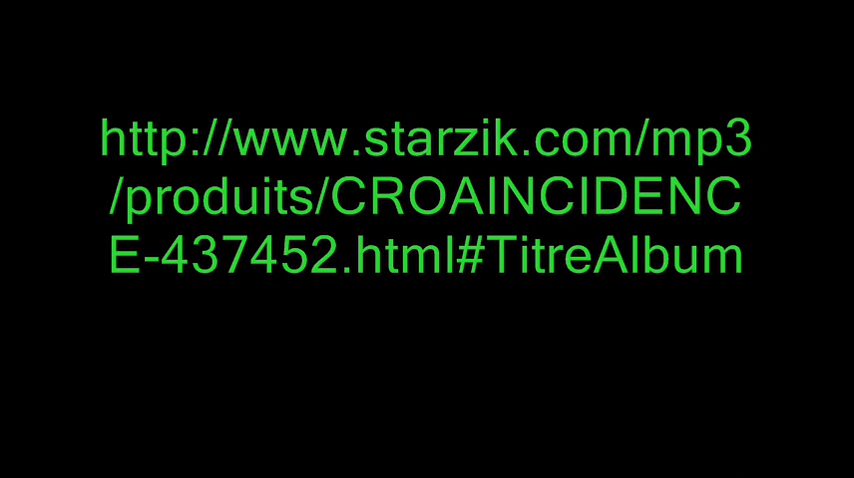 http://www.starzik.com/mp3
/produits/CROAINCIDENC
E-437452.html#TitreAlbum